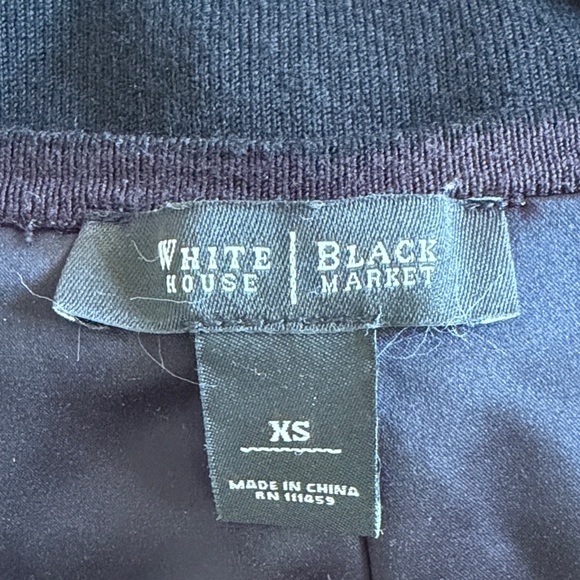 WHITE | BLACK
HOUSE | MARKET
XS
MADE IN CHINA
RN 111459